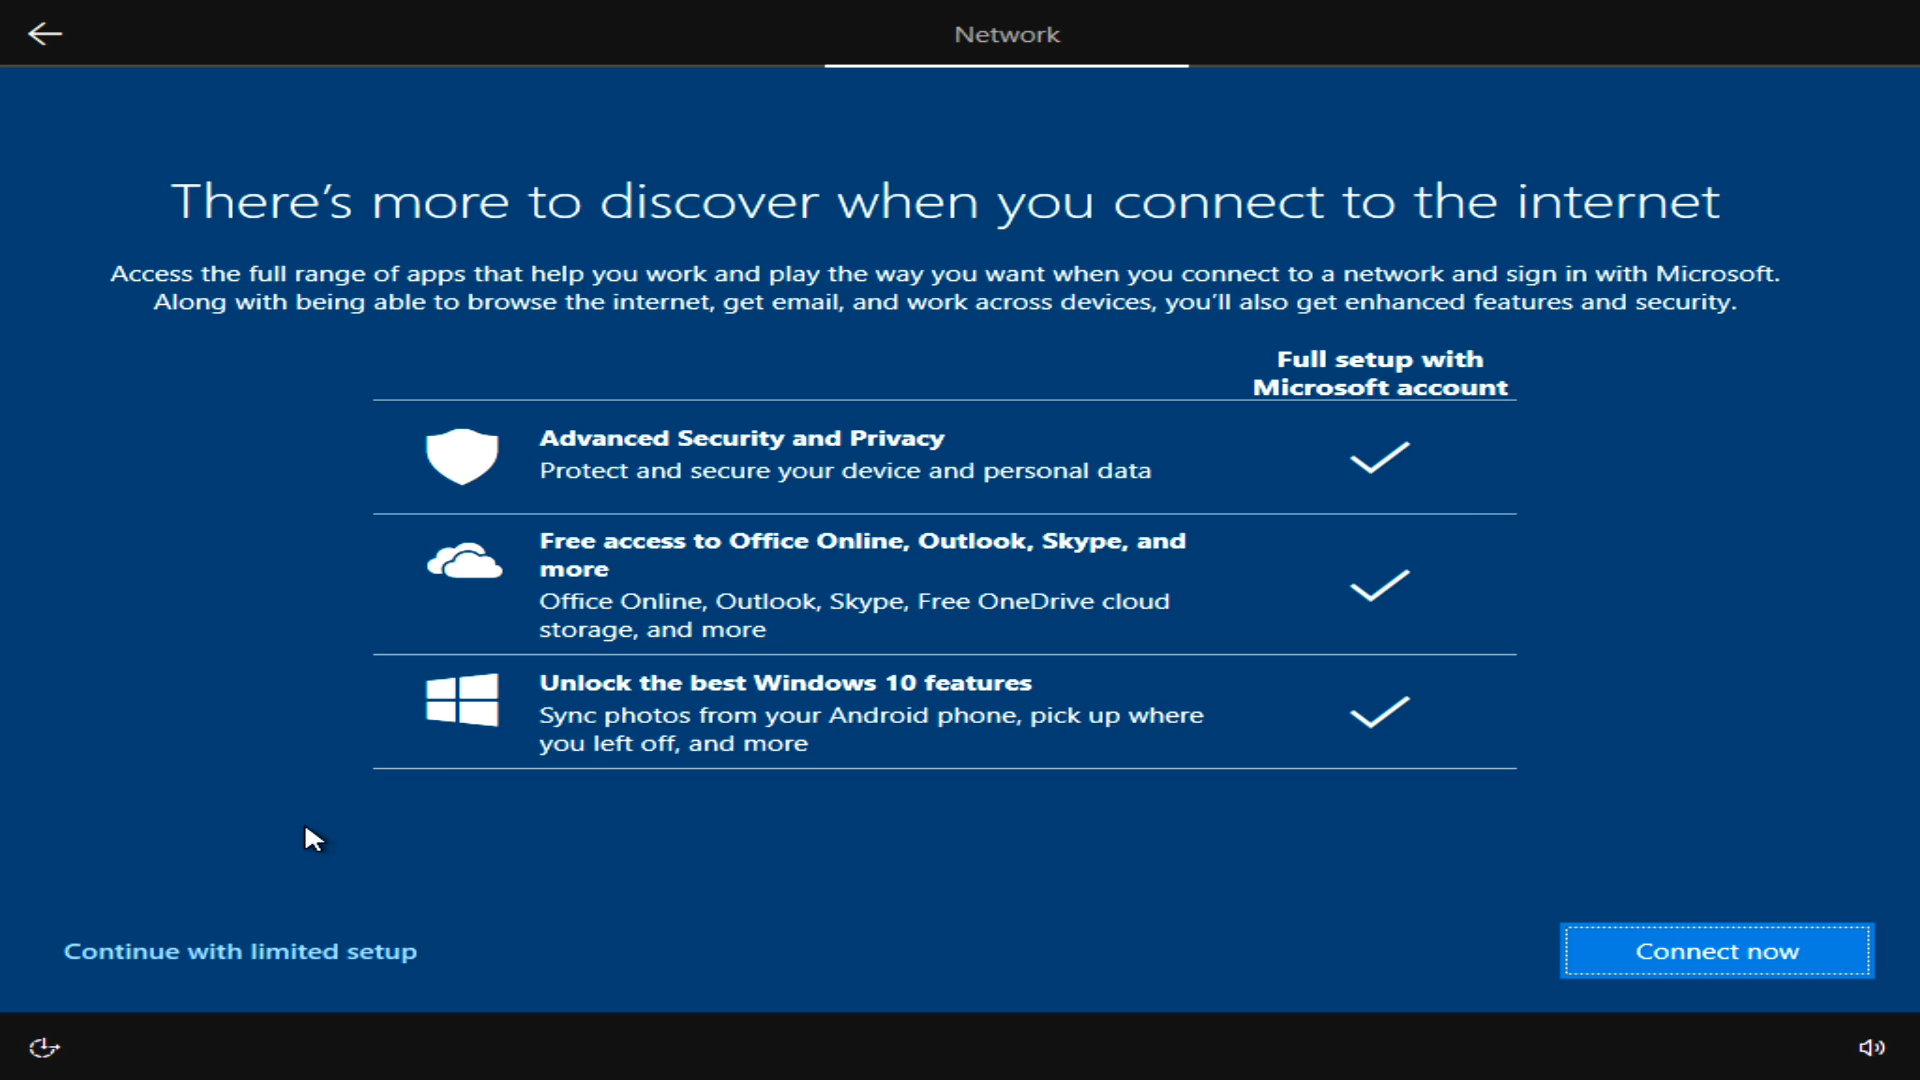 Network
There's more to discover when you connect to the internet
Access the full range of apps that help you work and play the way you want when you connect to a network and sign in with Microsoft.
Along with being able to browse the internet, get email, and work across devices, you'll also get enhanced features and security.
Full setup with
Microsoft account
Advanced Security and Privacy
Protect and secure your device and personal data
Free access to Office Online, Outlook, Skype, and
more
Office Online, Outlook, Skype, Free OneDrive cloud
storage, and more
Unlock the best Windows 10 features
Sync photos from your Android phone, pick up where
you left off, and more
Continue with limited setup
Connect now